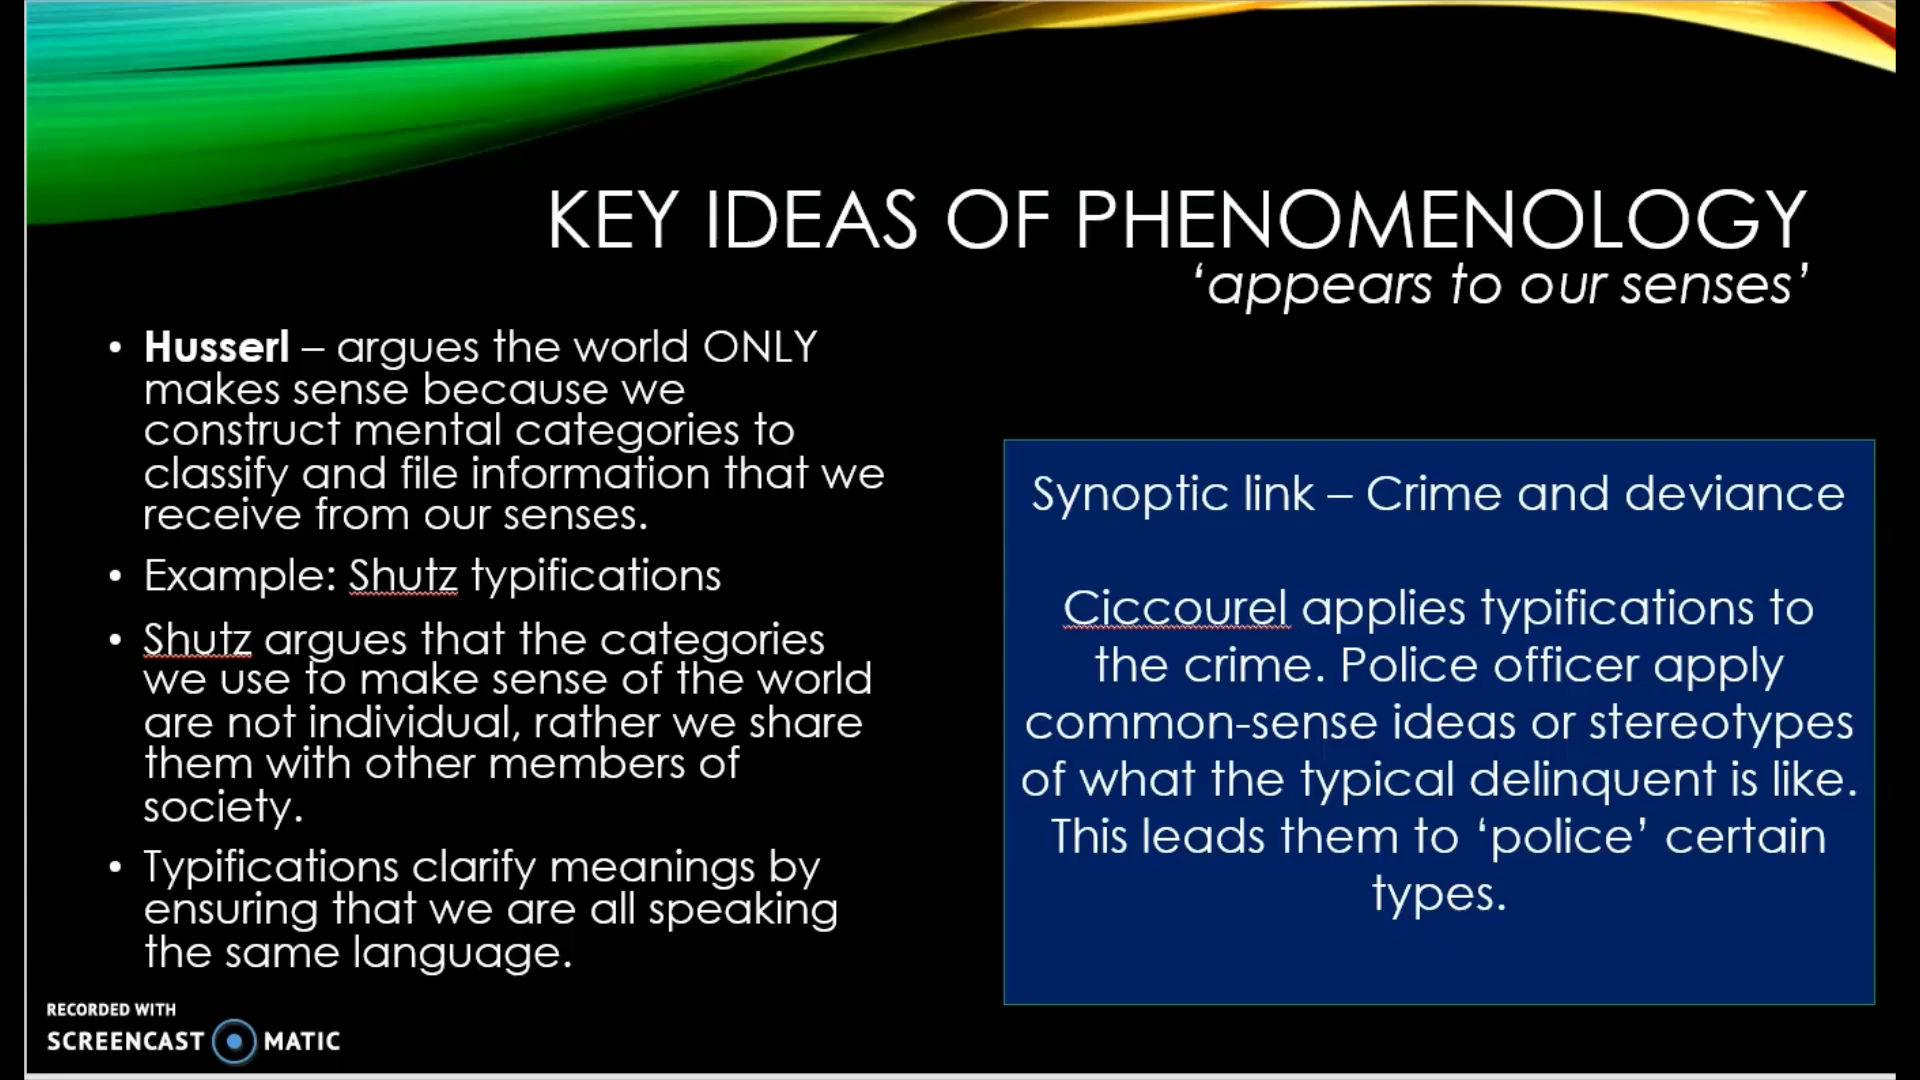 KEY IDEAS OF PHENOMENOLOGY
‘appears to our senses’
• Husserl – argues the world ONLY
makes sense because we
construct mental categories to
classify and file information that we
receive from our senses.
• Example: Shutz typifications
• Shutz argues that the categories
we use to make sense of the world
are not individual, rather we share
them with other members of
society.
• Typifications clarify meanings by
ensuring that we are all speaking
the same language.
Synoptic link – Crime and deviance
Ciccourel applies typifications to
the crime. Police officer apply
common-sense ideas or stereotypes
of what the typical delinquent is like.
This leads them to ‘police’ certain
types.
RECORDED WITH
SCREENCAST MATIC